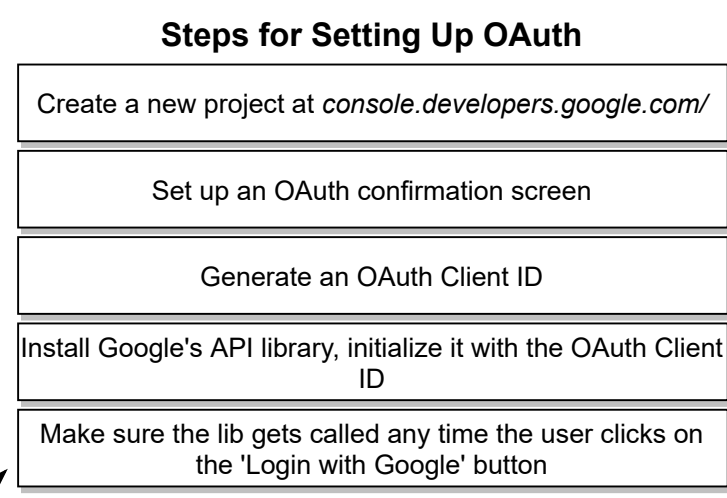 Steps for Setting Up OAuth
Create a new project at console.developers.google.com/
Set up an OAuth confirmation screen
Generate an OAuth Client ID
Install Google's API library, initialize it with the OAuth Client
ID
Make sure the lib gets called any time the user clicks on
the 'Login with Google' button